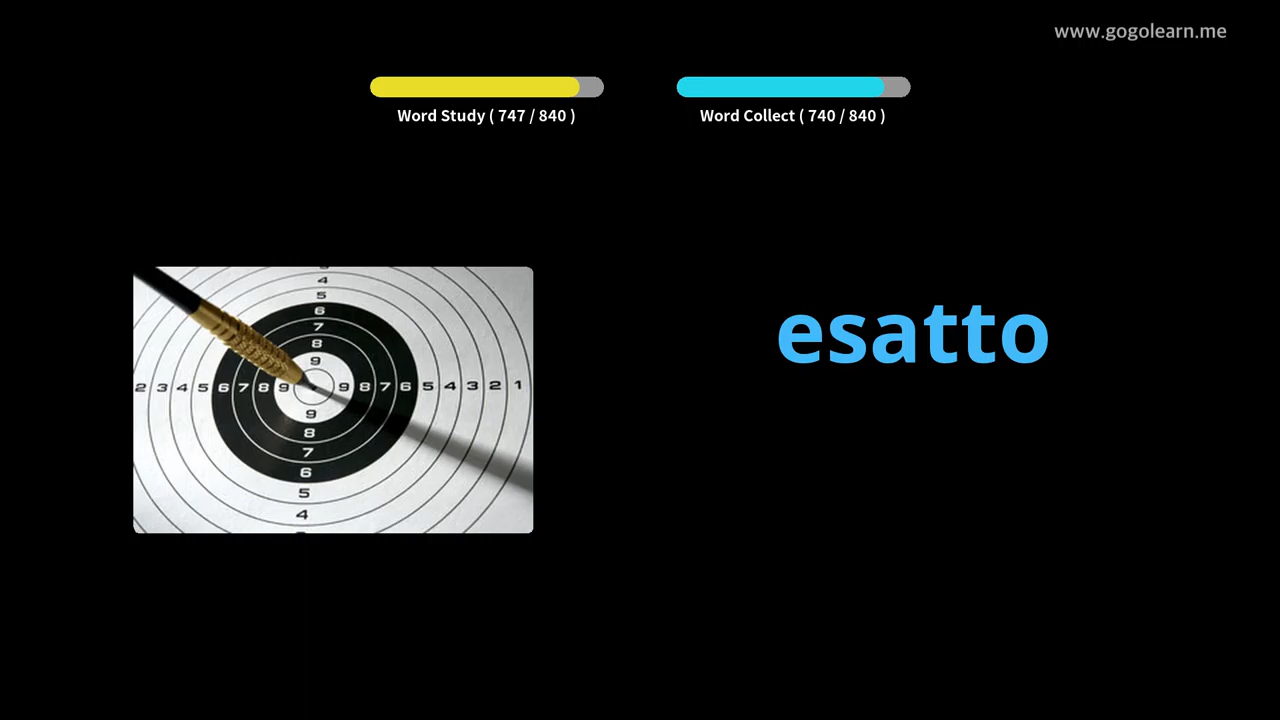 www.gogolearn.me
Word Study ( 747 / 840 )
Word Collect ( 740 / 840 )
esatto
4
5
6
7
8
9
2 3 4 5 6 7 8 9 9 8 7 6 5 4 3 2 1
9
8
7
6
5
4